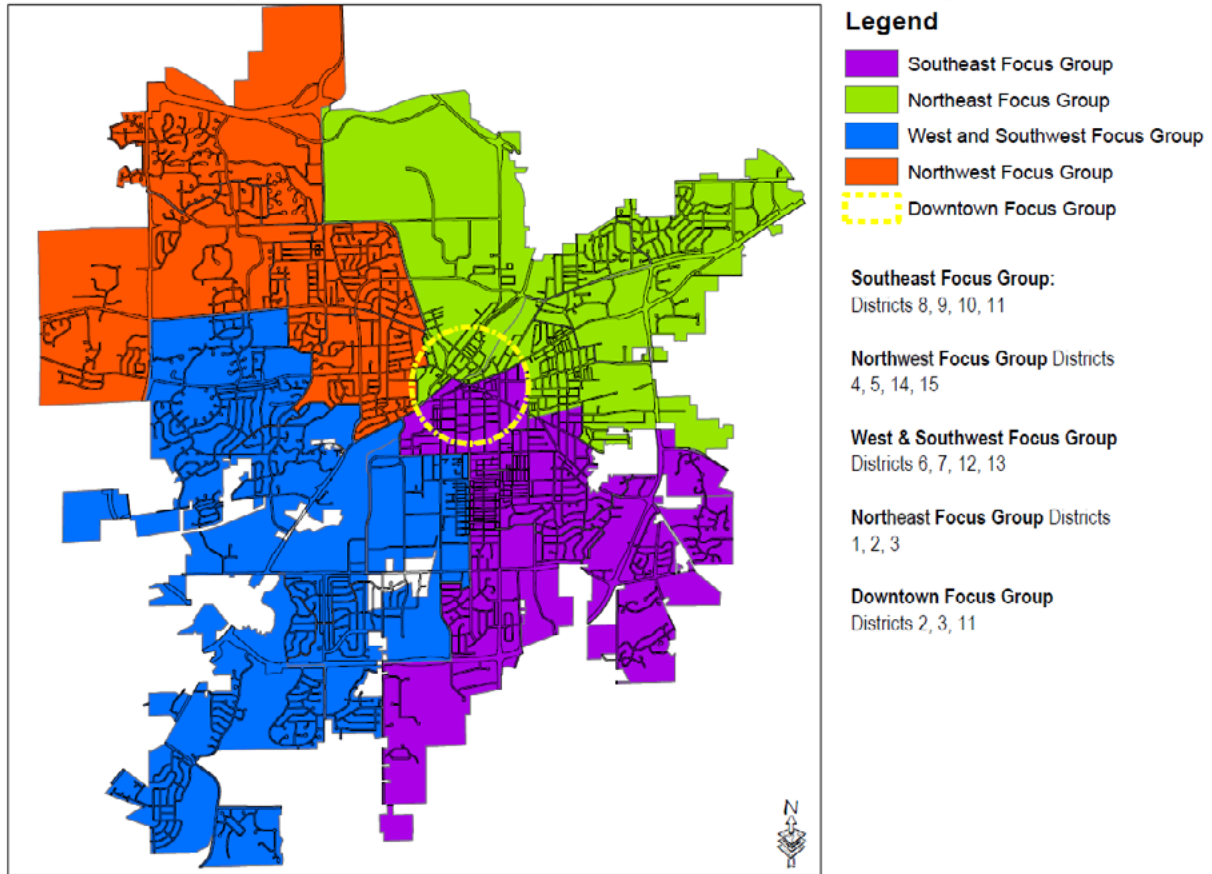 Legend
Southeast Focus Group
Northeast Focus Group
West and Southwest Focus Group
Northwest Focus Group
Downtown Focus Group
Southeast Focus Group:
Districts 8, 9, 10, 11
Northwest Focus Group Districts
4, 5, 14, 15
West & Southwest Focus Group
Districts 6, 7, 12, 13
Northeast Focus Group Districts
1, 2, 3
Downtown Focus Group
Districts 2, 3, 11
N